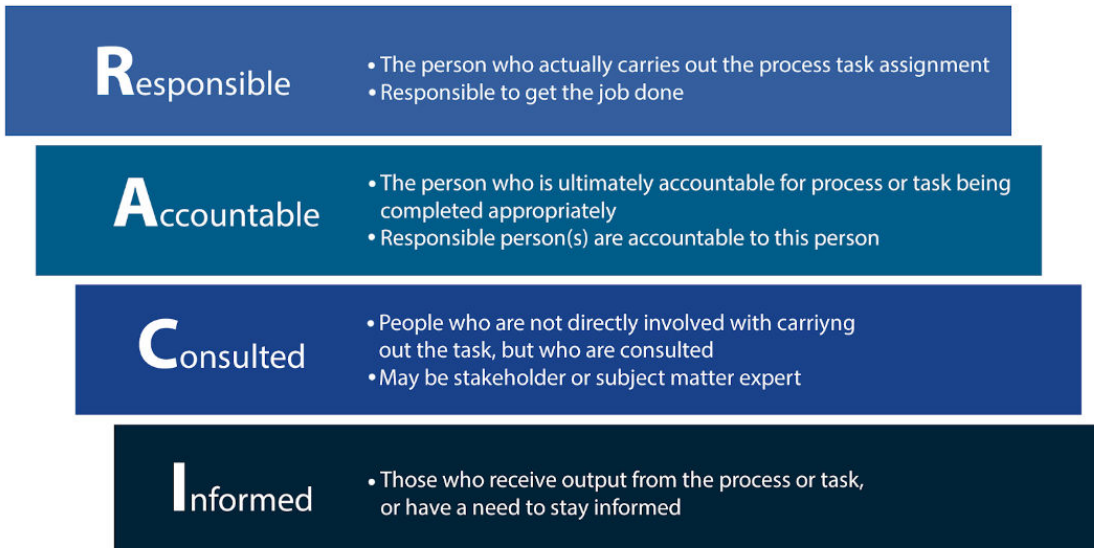 Responsible
• The person who actually carries out the process task assignment
• Responsible to get the job done
Accountable
• The person who is ultimately accountable for process or task being
completed appropriately
• Responsible person(s) are accountable to this person
Consulted
• People who are not directly involved with carriyng
out the task, but who are consulted
• May be stakeholder or subject matter expert
Informed
• Those who receive output from the process or task,
or have a need to stay informed